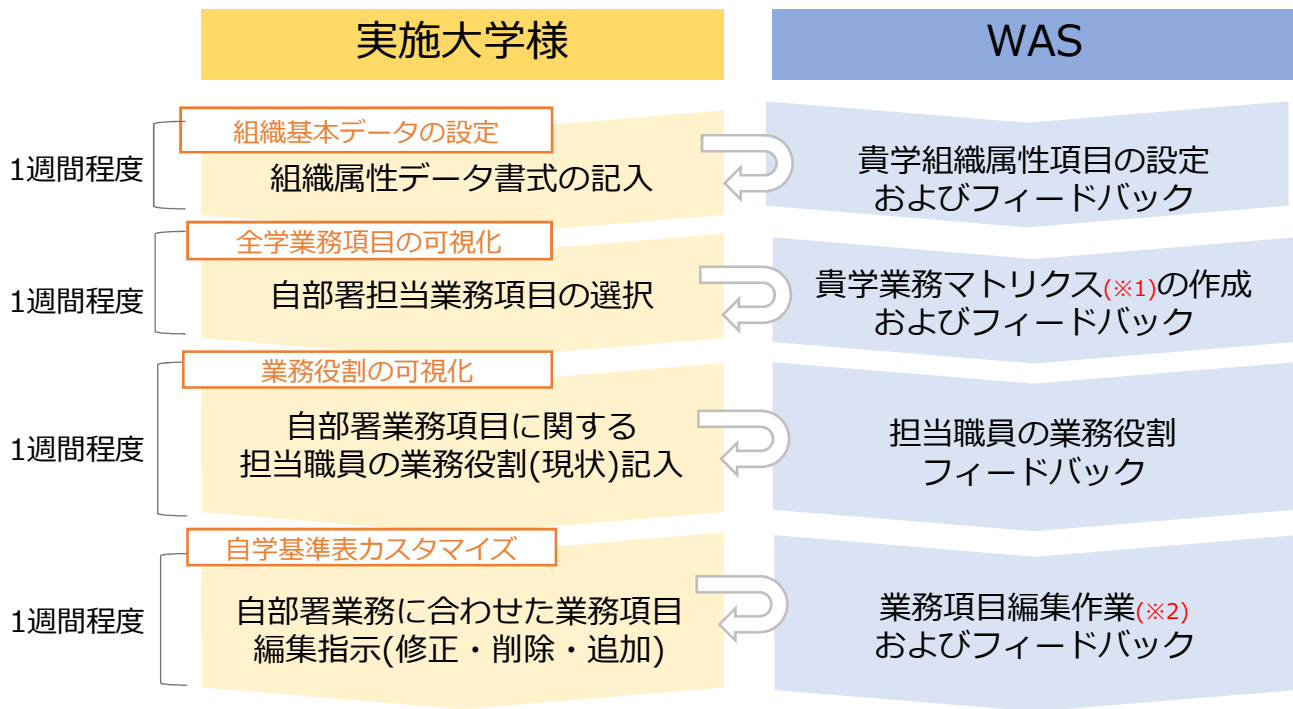 実施大学様
WAS
組織基本データの設定
1週間程度
組織属性データ書式の記入
貴学組織属性項目の設定
およびフィードバック
全学業務項目の可視化
1週間程度
自部署担当業務項目の選択
貴学業務マトリクス(※1)の作成
およびフィードバック
業務役割の可視化
1週間程度
自部署業務項目に関する
担当職員の業務役割(現状)記入
担当職員の業務役割
フィードバック
自学基準表カスタマイズ
1週間程度
自部署業務に合わせた業務項目
編集指示(修正・削除・追加)
業務項目編集作業(※2)
およびフィードバック